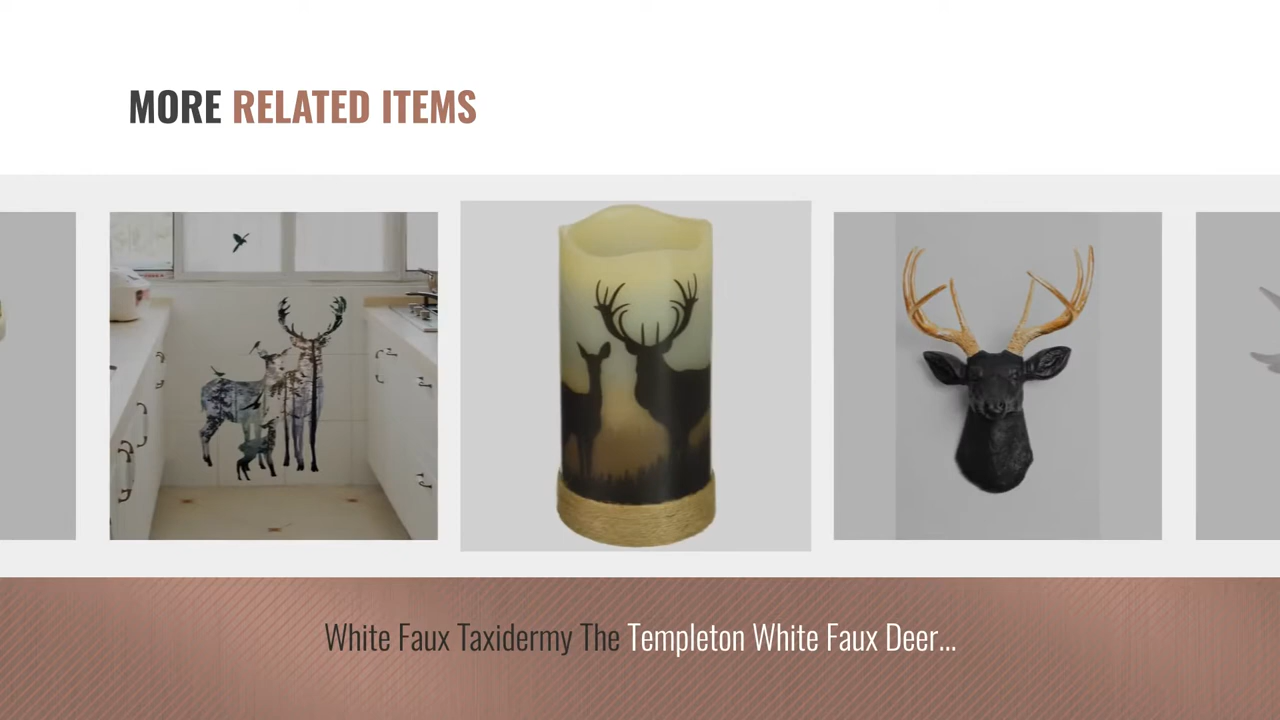 MORE RELATED ITEMS
White Faux Taxidermy The Templeton White Faux Deer...